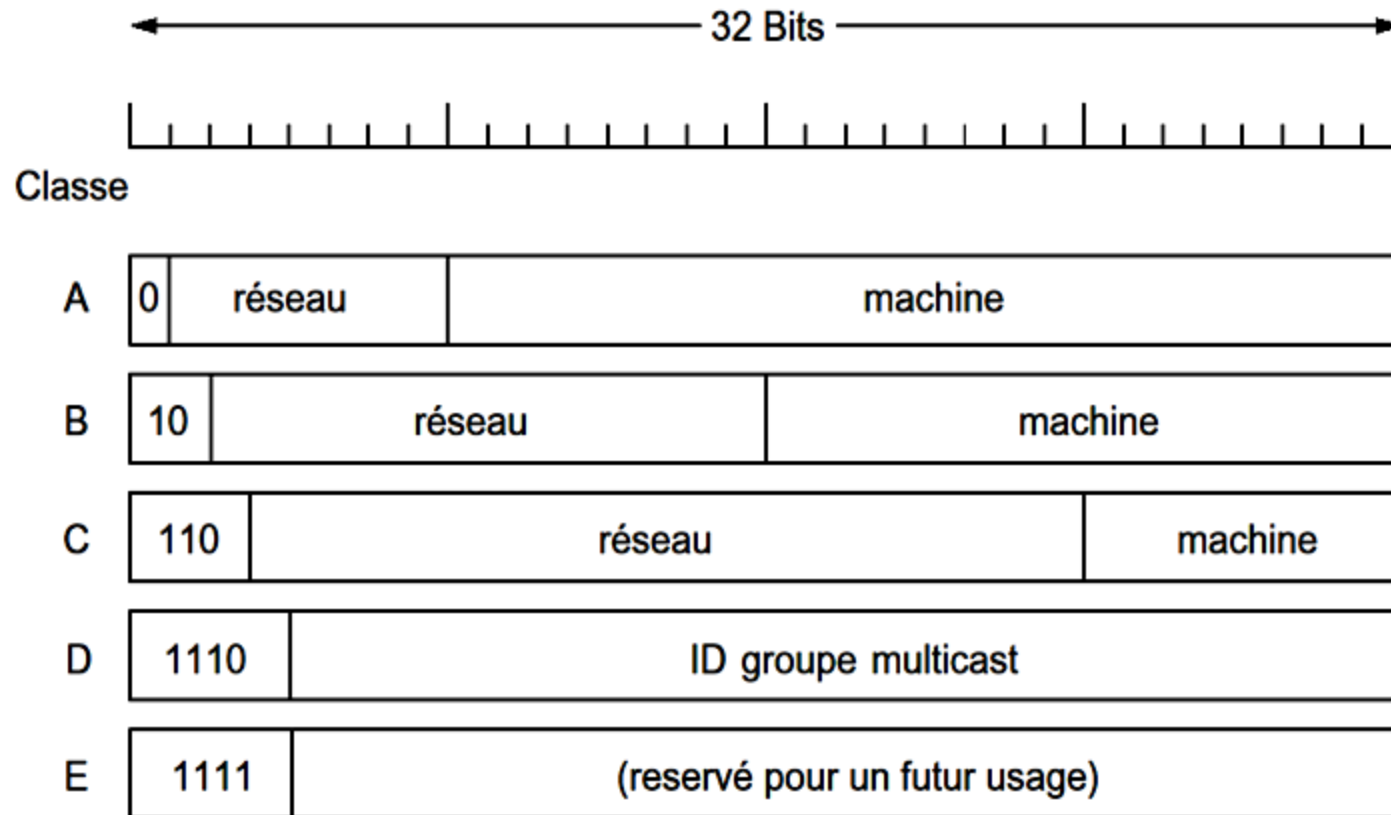 32 Bits
Classe
A 0 réseau machine
B 10 réseau machine
C 110 réseau machine
D 1110 ID groupe multicast
E 1111 (reservé pour un futur usage)